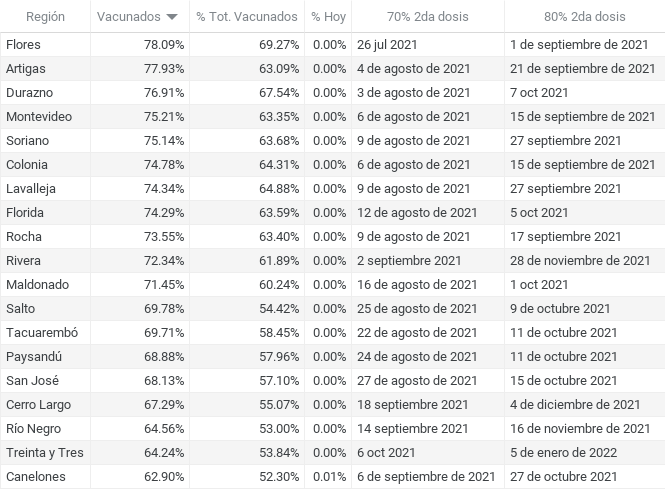 Región Vacunados % Tot. Vacunados % Hoy 70% 2da dosis 80% 2da dosis
Flores 78.09% 69.27% 0.00% 26 jul 2021 1 de septiembre de 2021
Artigas 77.93% 63.09% 0.00% 4 de agosto de 2021 21 de septiembre de 2021
Durazno 76.91% 67.54% 0.00% 3 de agosto de 2021 7 oct 2021
Montevideo 75.21% 63.35% 0.00% 6 de agosto de 2021 15 de septiembre de 2021
Soriano 75.14% 63.68% 0.00% 9 de agosto de 2021 27 septiembre 2021
Colonia 74.78% 64.31% 0.00% 6 de agosto de 2021 15 de septiembre de 2021
Lavalleja 74.34% 64.88% 0.00% 9 de agosto de 2021 27 septiembre 2021
Florida 74.29% 63.59% 0.00% 12 de agosto de 2021 5 oct 2021
Rocha 73.55% 63.40% 0.00% 9 de agosto de 2021 17 septiembre 2021
Rivera 72.34% 61.89% 0.00% 2 septiembre 2021 28 de noviembre de 2021
Maldonado 71.45% 60.24% 0.00% 16 de agosto de 2021 1 oct 2021
Salto 69.78% 54.42% 0.00% 25 de agosto de 2021 9 de octubre 2021
Tacuarembó 69.71% 58.45% 0.00% 22 de agosto de 2021 11 de octubre 2021
Paysandú 68.88% 57.96% 0.00% 24 de agosto de 2021 11 de octubre 2021
San José 68.13% 57.10% 0.00% 27 de agosto de 2021 15 de octubre 2021
Cerro Largo 67.29% 55.07% 0.00% 18 septiembre 2021 4 de diciembre de 2021
Río Negro 64.56% 53.00% 0.00% 14 septiembre 2021 16 de noviembre de 2021
Treinta y Tres 64.24% 53.84% 0.00% 6 oct 2021 5 de enero de 2022
Canelones 62.90% 52.30% 0.01% 6 de septiembre de 2021 27 de octubre 2021